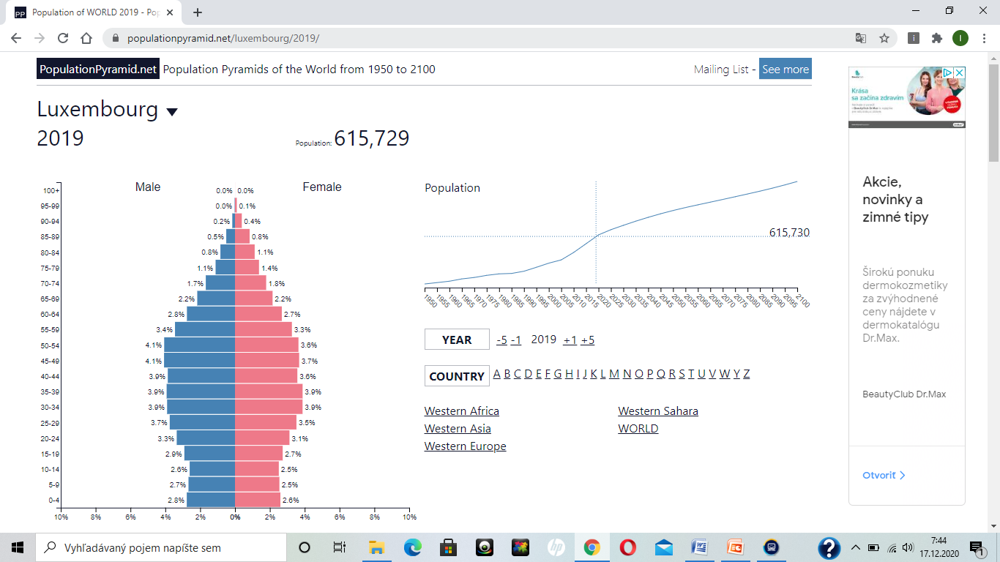 Population of WORLD 2019 - Pop
populationpyramid.net/luxembourg/2019/
I
PopulationPyramid.net Population Pyramids of the World from 1950 to 2100
Mailing List - See more
Luxembourg
2019
Population: 615,729
Male Female
100+ 0.0% 0.0%
95-99 0.0% 0.1%
90-94 0.2% 0.4%
85-89 0.5% 0.8%
80-84 0.8% 1.1%
75-79 1.1% 1.4%
70-74 1.7% 1.8%
65-69 2.2% 2.2%
60-64 2.8% 2.7%
55-59 3.4% 3.3%
50-54 4.1% 3.6%
45-49 4.1% 3.7%
40-44 3.9% 3.6%
35-39 3.9% 3.9%
30-34 3.9% 3.9%
25-29 3.7% 3.5%
20-24 3.3% 3.1%
15-19 2.9% 2.7%
10-14 2.6% 2.5%
5-9 2.7% 2.5%
0-4 2.8% 2.6%
10% 8% 6% 4% 2% 0% 2% 4% 6% 8% 10%
Population
615,730
1950 1955 1960 1965 1970 1975 1980 1985 1990 1995 2000 2005 2010 2015 2020 2025 2030 2035 2040 2045 2050 2055 2060 2065 2070 2075 2080 2085 2090 2095 2100
YEAR -5 -1 2019 +1 +5
COUNTRY A B C D E F G H I J K L M N O P Q R S T U V W Y Z
Western Africa
Western Asia
Western Europe
Western Sahara
WORLD
Krása
sa začína zdravím
Akcie,
novinky a
zimné tipy
Širokú ponuku
dermokozmetiky
za zvýhodnené
ceny nájdete v
dermokatalógu
Dr.Max.
BeautyClub Dr.Max
Otvoriť
Vyhľadávaný pojem napíšte sem
7:44
17.12.2020
1